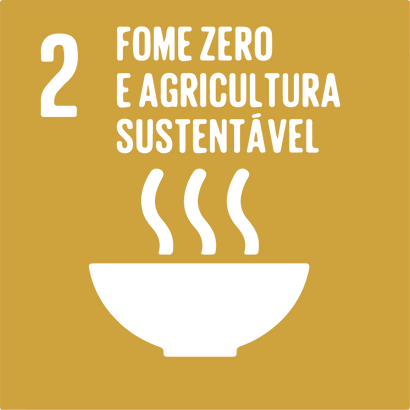 2
FOME ZERO
E AGRICULTURA
SUSTENTÁVEL